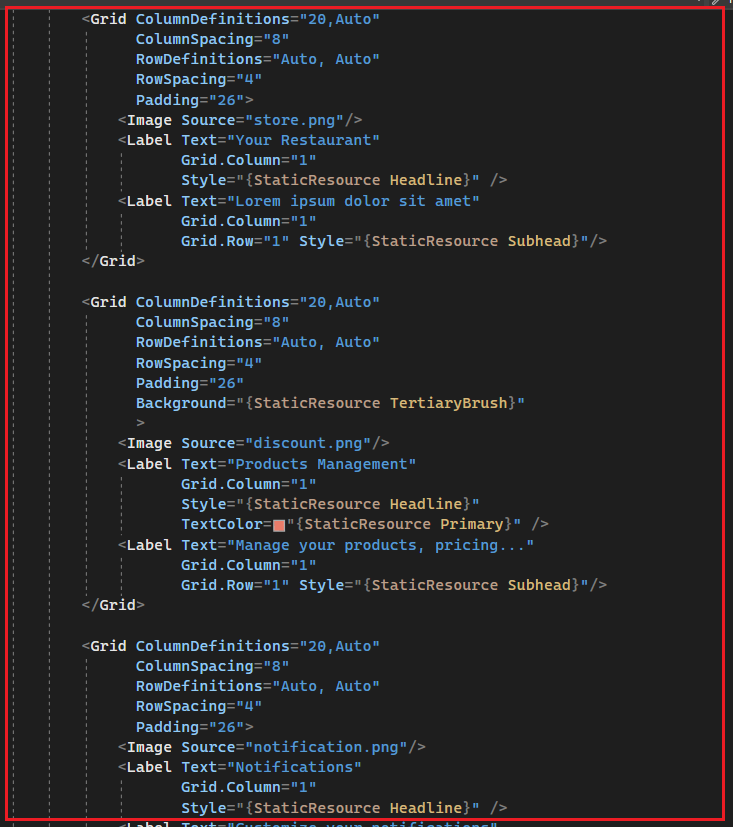 <Grid ColumnDefinitions="20,Auto"
ColumnSpacing="8"
RowDefinitions="Auto, Auto"
RowSpacing="4"
Padding="26">
<Image Source="store.png"/>
<Label Text="Your Restaurant"
Grid.Column="1"
Style="{StaticResource Headline}" />
<Label Text="Lorem ipsum dolor sit amet"
Grid.Column="1"
Grid.Row="1" Style="{StaticResource Subhead}"/>
</Grid>
<Grid ColumnDefinitions="20,Auto"
ColumnSpacing="8"
RowDefinitions="Auto, Auto"
RowSpacing="4"
Padding="26"
Background="{StaticResource TertiaryBrush}"
>
<Image Source="discount.png"/>
<Label Text="Products Management"
Grid.Column="1"
Style="{StaticResource Headline}"
TextColor="{StaticResource Primary}" />
<Label Text="Manage your products, pricing..."
Grid.Column="1"
Grid.Row="1" Style="{StaticResource Subhead}"/>
</Grid>
<Grid ColumnDefinitions="20,Auto"
ColumnSpacing="8"
RowDefinitions="Auto, Auto"
RowSpacing="4"
Padding="26">
<Image Source="notification.png"/>
<Label Text="Notifications"
Grid.Column="1"
Style="{StaticResource Headline}" />
<Label Text="Customize your notifications"